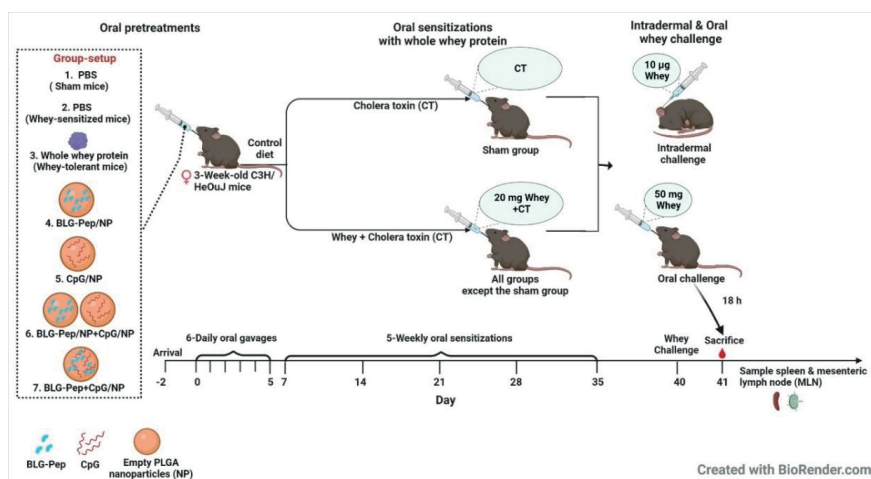 Oral pretreatments
Oral sensitizations
with whole whey protein
Intradermal & Oral
whey challenge
Group-setup
1. PBS
( Sham mice)
2. PBS
(Whey-sensitized mice)
3. Whole whey protein
(Whey-tolerant mice)
4. BLG-Pep/NP
5. CpG/NP
6. BLG-Pep/NP+CpG/NP
7. BLG-Pep+CpG/NP
Control
diet
♀ 3-Week-old C3H/
HeOuJ mice
Cholera toxin (CT)
CT
Sham group
Whey + Cholera toxin (CT)
20 mg Whey
+CT
All groups
except the sham group
10 µg
Whey
Intradermal
challenge
50 mg
Whey
Oral challenge
18 h
6-Daily oral gavages
5-Weekly oral sensitizations
Whey
Challenge
Sacrifice
Arrival
-2 0 5 7 14 21 28 35 40 41
Day
Sample spleen & mesenteric
lymph node (MLN)
BLG-Pep
CpG
Empty PLGA
nanoparticles (NP)
Created with BioRender.com